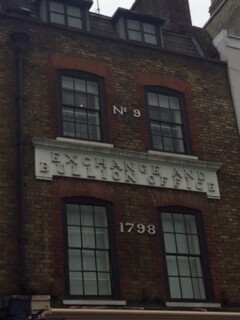 No 9
EXCHANGE AND
BULLION OFFICE
1798